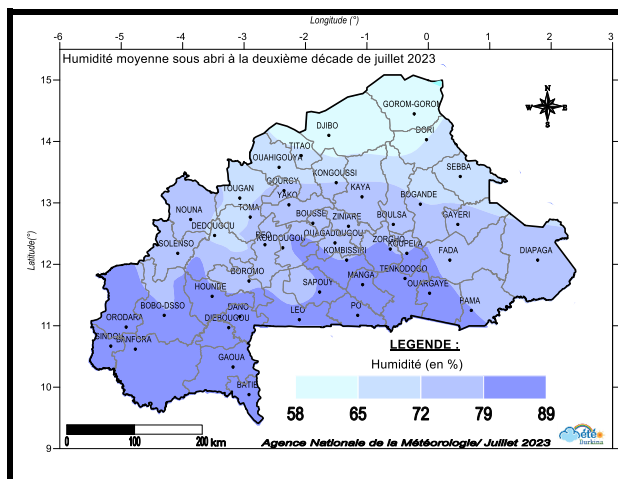 Longitude (°)
-6 -5 -4 -3 -2 -1 0 1 2 3
Humidité moyenne sous abri à la deuxième décade de juillet 2023
15
14
13
12
11
10
9
Latitude(°)
N
W E
S
GOROM-GOROM
DJIBO
DORI
TITAO
OUAHIGOUYA
KONGOUSSI
SEBBA
TOUGAN
GOURCY
KAYA
YAKO
BOGANDE
NOUNA
TOMA
BOUSSE
ZINIARE
BOULSA
GAYERI
DEDOUGOU
OUAGADOUGOU
REO
KOUDOUGOU
ZORGHO
SOLENSO
KOMBISSIRI
KOUPELA
FADA
DIAPAGA
BOROMO
MANGA
TENKODOGO
SAPOUY
OUARGAYE
HOUNDE
PAMA
BOBO-DSSO
DANO
LEO
PO
ORODARA
DIEBOUGOU
SINDOU
BANFORA
GAOUA
BATIE
LEGENDE :
Humidité (en %)
58 65 72 79 89
0 100 200 km
Agence Nationale de la Météorologie/ Juillet 2023
météo
Burkina